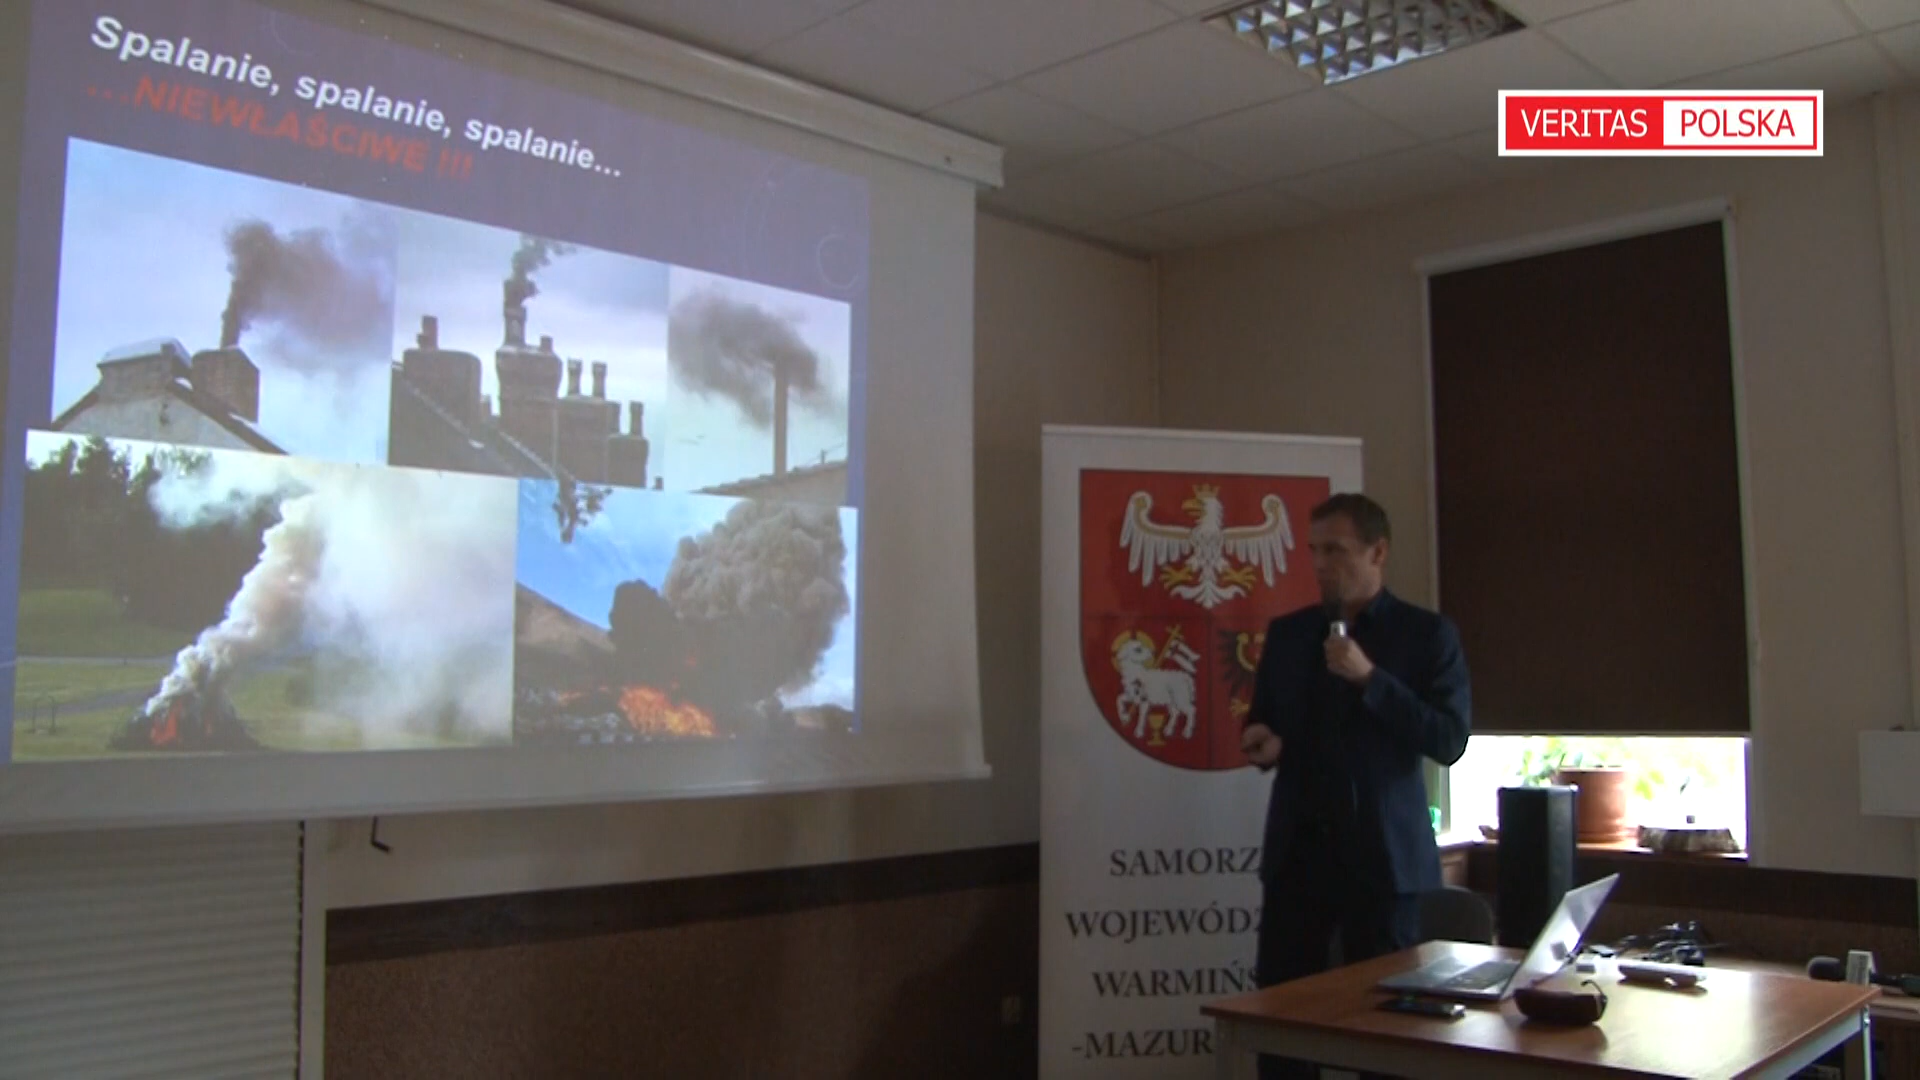 Spalanie, spalanie, spalanie...
...NIEWŁAŚCIWE !!!
VERITAS POLSKA
SAMORZ
WOJEWÓDZ
WARMIŃS
-MAZUR